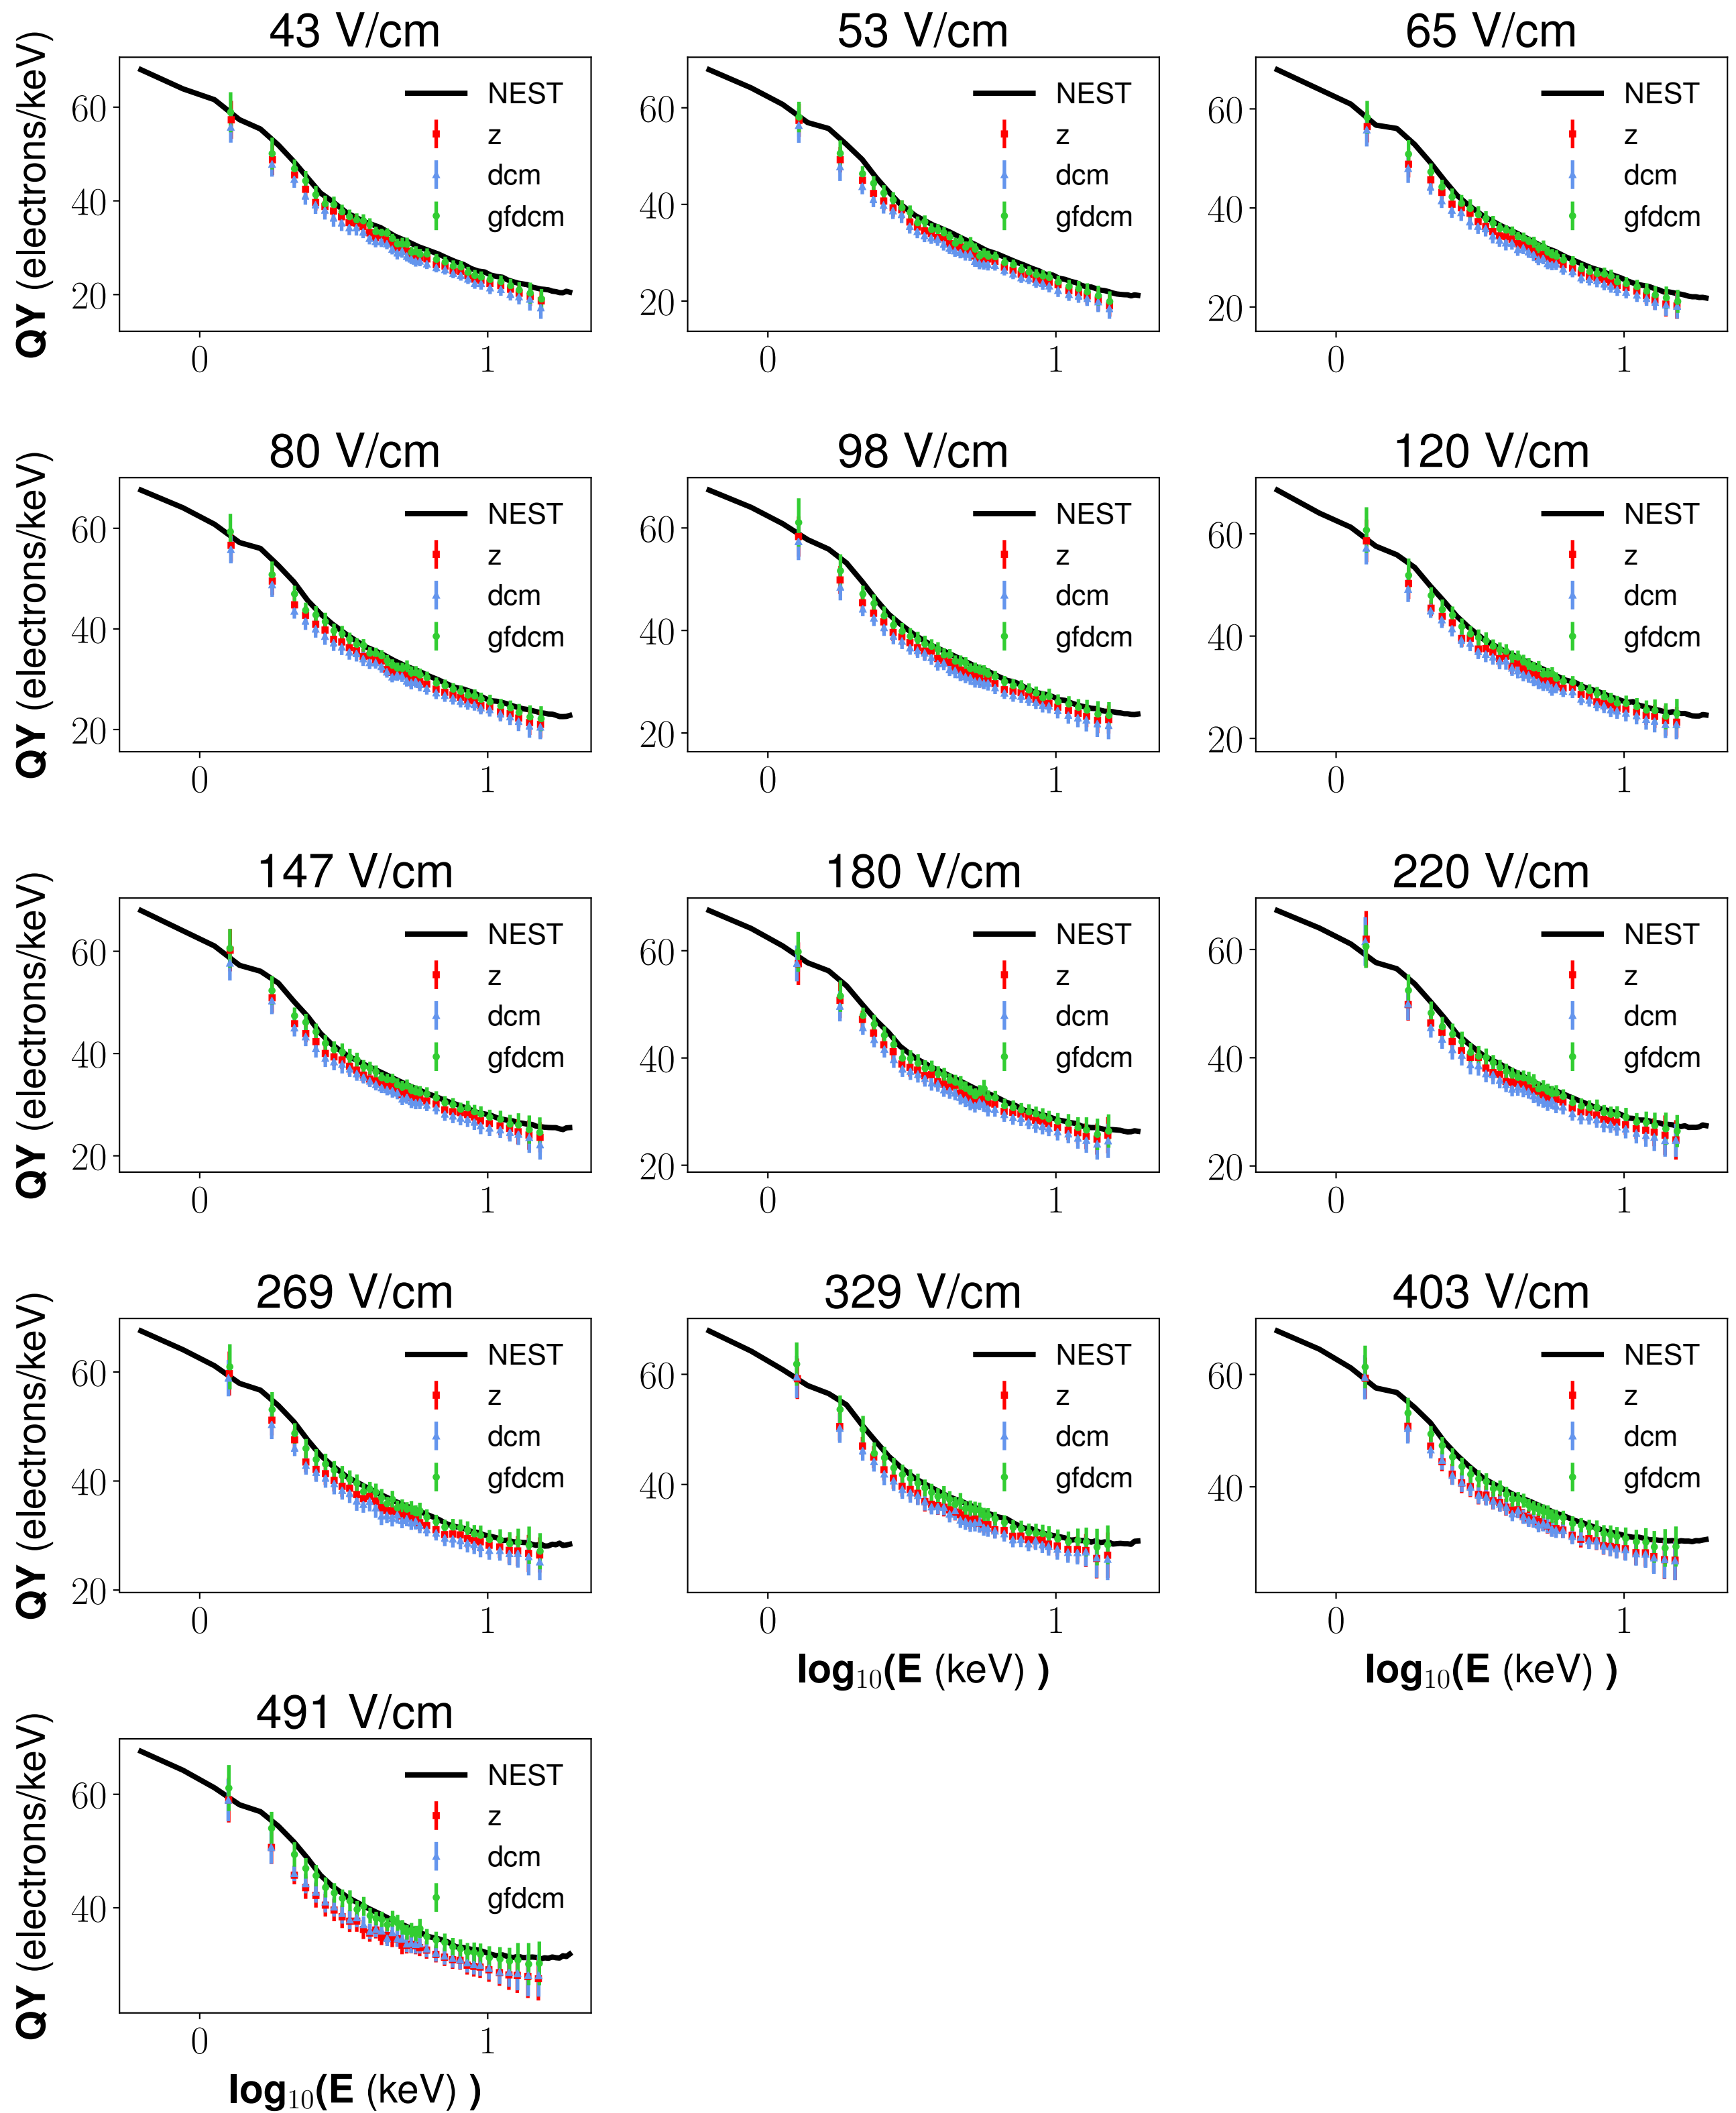 43 V/cm
QY (electrons/keV)
60
40
20
0
1
NEST
z
dcm
gfdcm
53 V/cm
60
40
20
0
1
NEST
z
dcm
gfdcm
65 V/cm
60
40
20
0
1
NEST
z
dcm
gfdcm
80 V/cm
QY (electrons/keV)
60
40
20
0
1
NEST
z
dcm
gfdcm
98 V/cm
60
40
20
0
1
NEST
z
dcm
gfdcm
120 V/cm
60
40
20
0
1
NEST
z
dcm
gfdcm
147 V/cm
QY (electrons/keV)
60
40
20
0
1
NEST
z
dcm
gfdcm
180 V/cm
60
40
20
0
1
NEST
z
dcm
gfdcm
220 V/cm
60
40
20
0
1
NEST
z
dcm
gfdcm
269 V/cm
QY (electrons/keV)
60
40
20
0
1
NEST
z
dcm
gfdcm
329 V/cm
60
40
0
1
NEST
z
dcm
gfdcm
log10(E (keV) )
403 V/cm
60
40
0
1
NEST
z
dcm
gfdcm
log10(E (keV) )
491 V/cm
QY (electrons/keV)
60
40
0
1
NEST
z
dcm
gfdcm
log10(E (keV) )